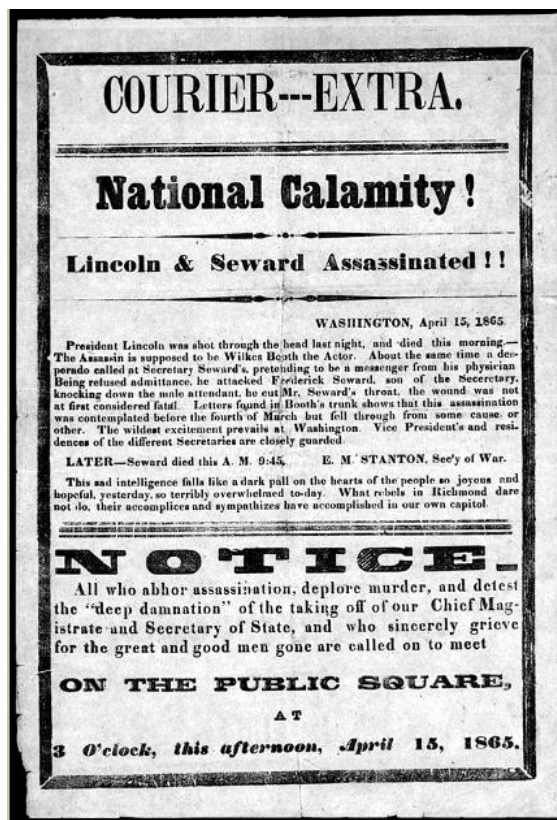 COURIER---EXTRA.
National Calamity!
Lincoln & Seward Assassinated!!
WASHINGTON, April 15, 1865.
President Lincoln was shot through the head last night, and died this morning.—
The Assassin is supposed to be Wilkes Booth the Actor. About the same time a des-
porado called at Secretary Seward's, pretending to be a messenger from his physician
Being refused admittance, he attacked Frederick Seward, son of the Seceretary,
knocking down the male attendant, he cut Mr. Seward's throat, the wound was not
at first considered fatal. Letters found in Booth's trunk shows that this assassination
was contemplated before the fourth of March but fell through from some cause or
other. The wildest excitement prevails at Washington. Vice President's and resi-
dences of the different Secretaries are closely guarded.
LATER—Seward died this A. M. 9:45. E. M. STANTON, Sec'y of War.
This sad intelligence falls like a dark pall on the hearts of the people so joyous and
hopeful, yesterday, so terribly overwhelmed to-day. What rebels in Richmond dare
not do, their accomplices and sympathizes have accomplished in our own capitol.
NOTICE.
All who abhor assassination, deplore murder, and detest
the "deep damnation" of the taking off of our Chief Mag-
istrate and Secretary of State, and who sincerely grieve
for the great and good men gone are called on to meet
ON THE PUBLIC SQUARE,
AT
3 O'clock, this afternoon, April 15, 1865.